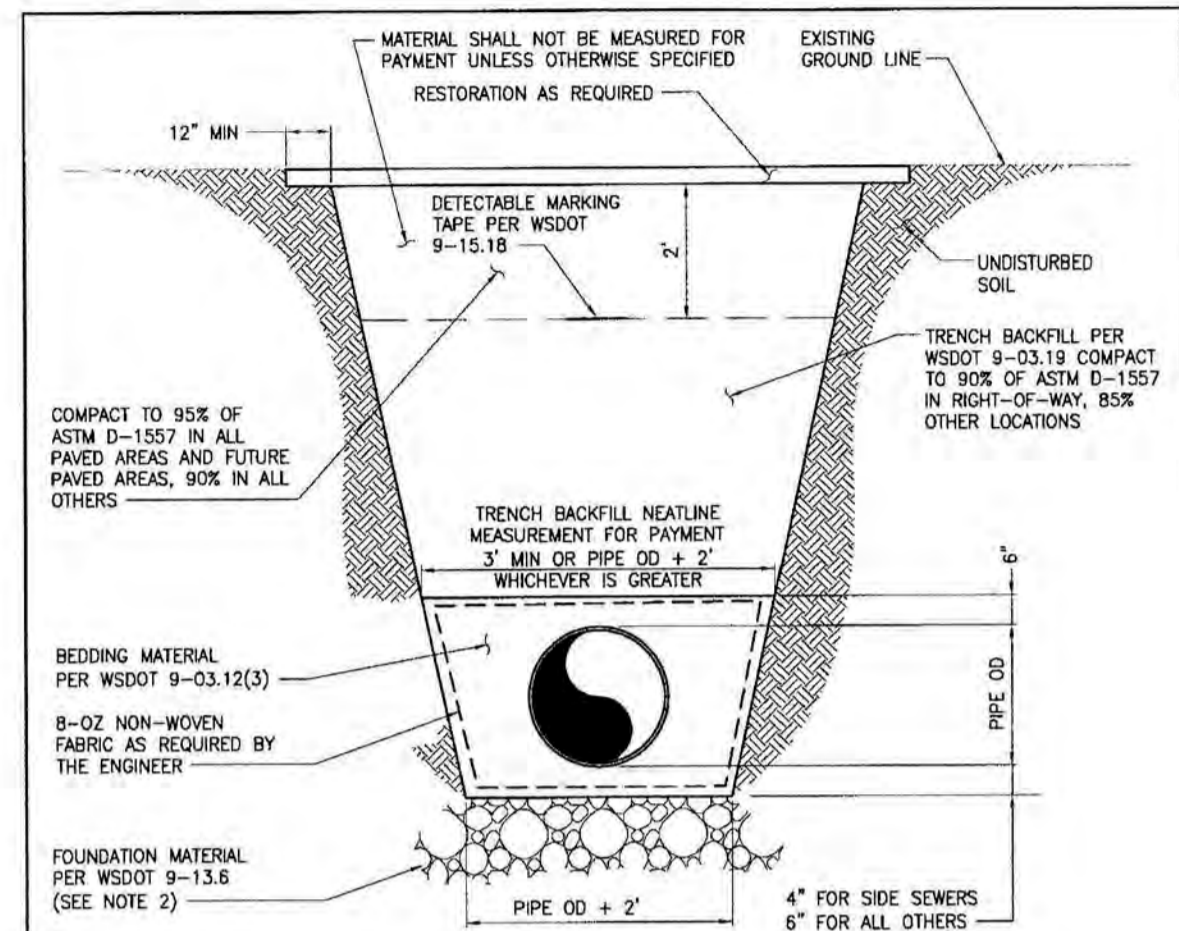 MATERIAL SHALL NOT BE MEASURED FOR
PAYMENT UNLESS OTHERWISE SPECIFIED
EXISTING
GROUND LINE
RESTORATION AS REQUIRED
12" MIN
DETECTABLE MARKING
TAPE PER WSDOT
9-15.18
2'
UNDISTURBED
SOIL
TRENCH BACKFILL PER
WSDOT 9-03.19 COMPACT
TO 90% OF ASTM D-1557
IN RIGHT-OF-WAY, 85%
OTHER LOCATIONS
COMPACT TO 95% OF
ASTM D-1557 IN ALL
PAVED AREAS AND FUTURE
PAVED AREAS, 90% IN ALL
OTHERS
TRENCH BACKFILL NEATLINE
MEASUREMENT FOR PAYMENT
3' MIN OR PIPE OD + 2'
WHICHEVER IS GREATER
6"
BEDDING MATERIAL
PER WSDOT 9-03.12(3)
PIPE OD
8-OZ NON-WOVEN
FABRIC AS REQUIRED BY
THE ENGINEER
FOUNDATION MATERIAL
PER WSDOT 9-13.6
(SEE NOTE 2)
PIPE OD + 2'
4" FOR SIDE SEWERS
6" FOR ALL OTHERS